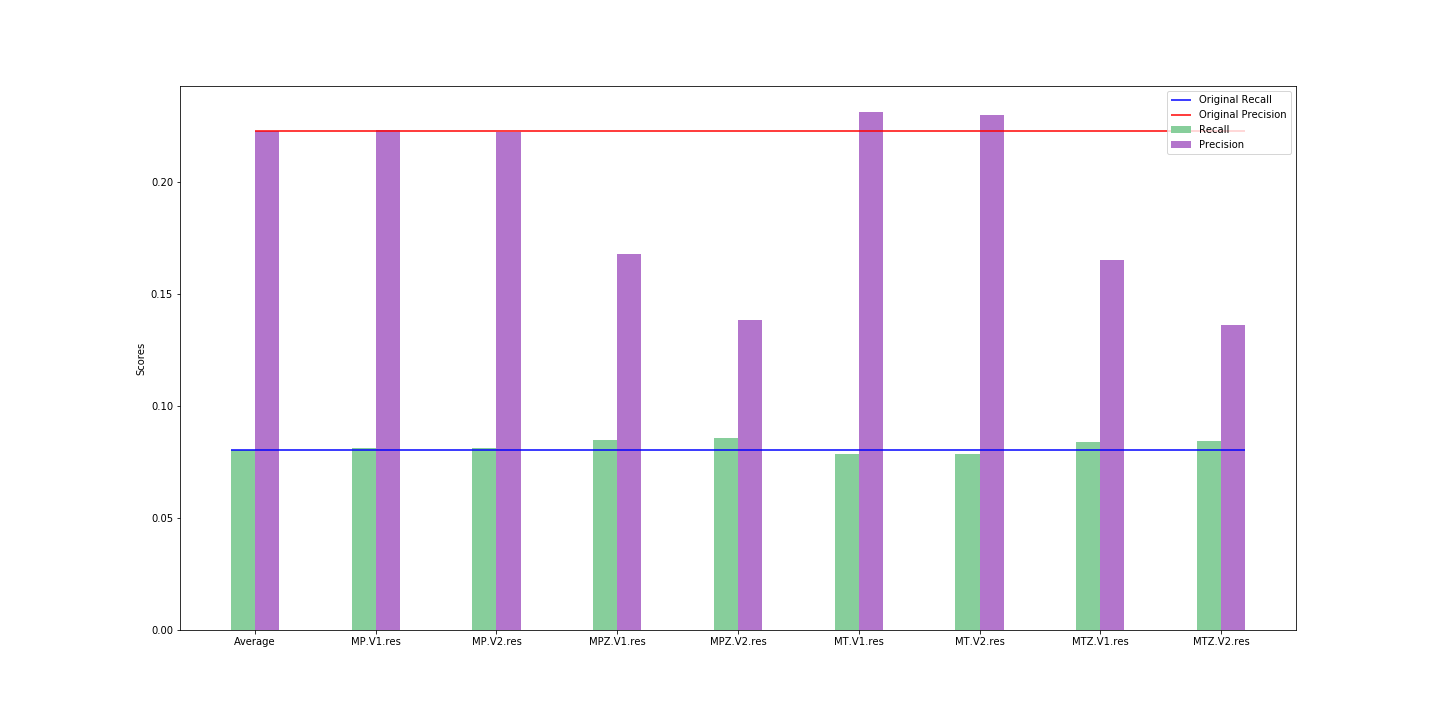 Original Recall
Original Precision
Recall
Precision
Scores
0.20
0.15
0.10
0.05
0.00
Average
MP.V1.res
MP.V2.res
MPZ.V1.res
MPZ.V2.res
MT.V1.res
MT.V2.res
MTZ.V1.res
MTZ.V2.res